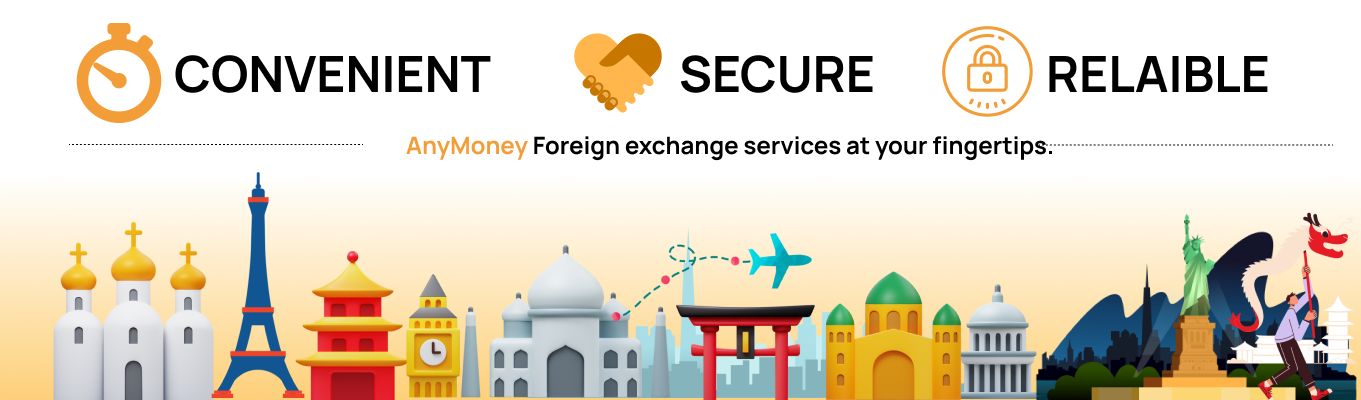 CONVENIENT SECURE RELAIBLE
AnyMoney Foreign exchange services at your fingertips.